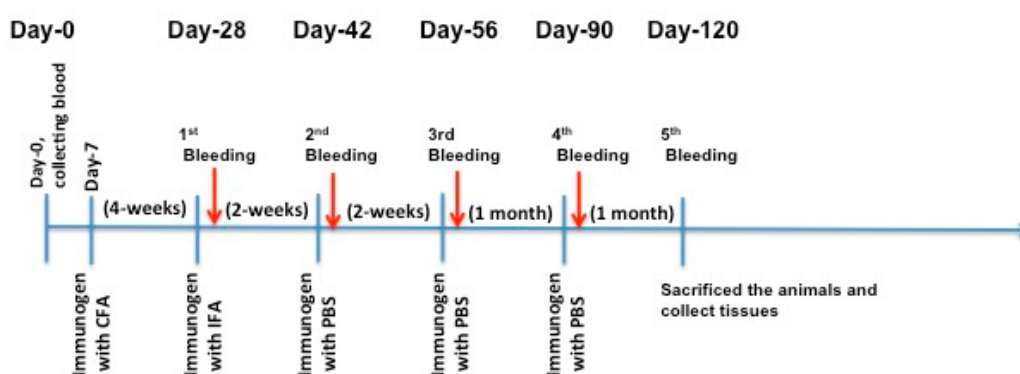 Day-0 Day-28 Day-42 Day-56 Day-90 Day-120
Day-0,
collecting blood
Day-7
1st
Bleeding
2nd
Bleeding
3rd
Bleeding
4th
Bleeding
5th
Bleeding
(4-weeks) (2-weeks) (2-weeks) (1 month) (1 month)
Immunogen
with CFA
Immunogen
with IFA
Immunogen
with PBS
Immunogen
with PBS
Immunogen
with PBS
Sacrificed the animals and
collect tissues